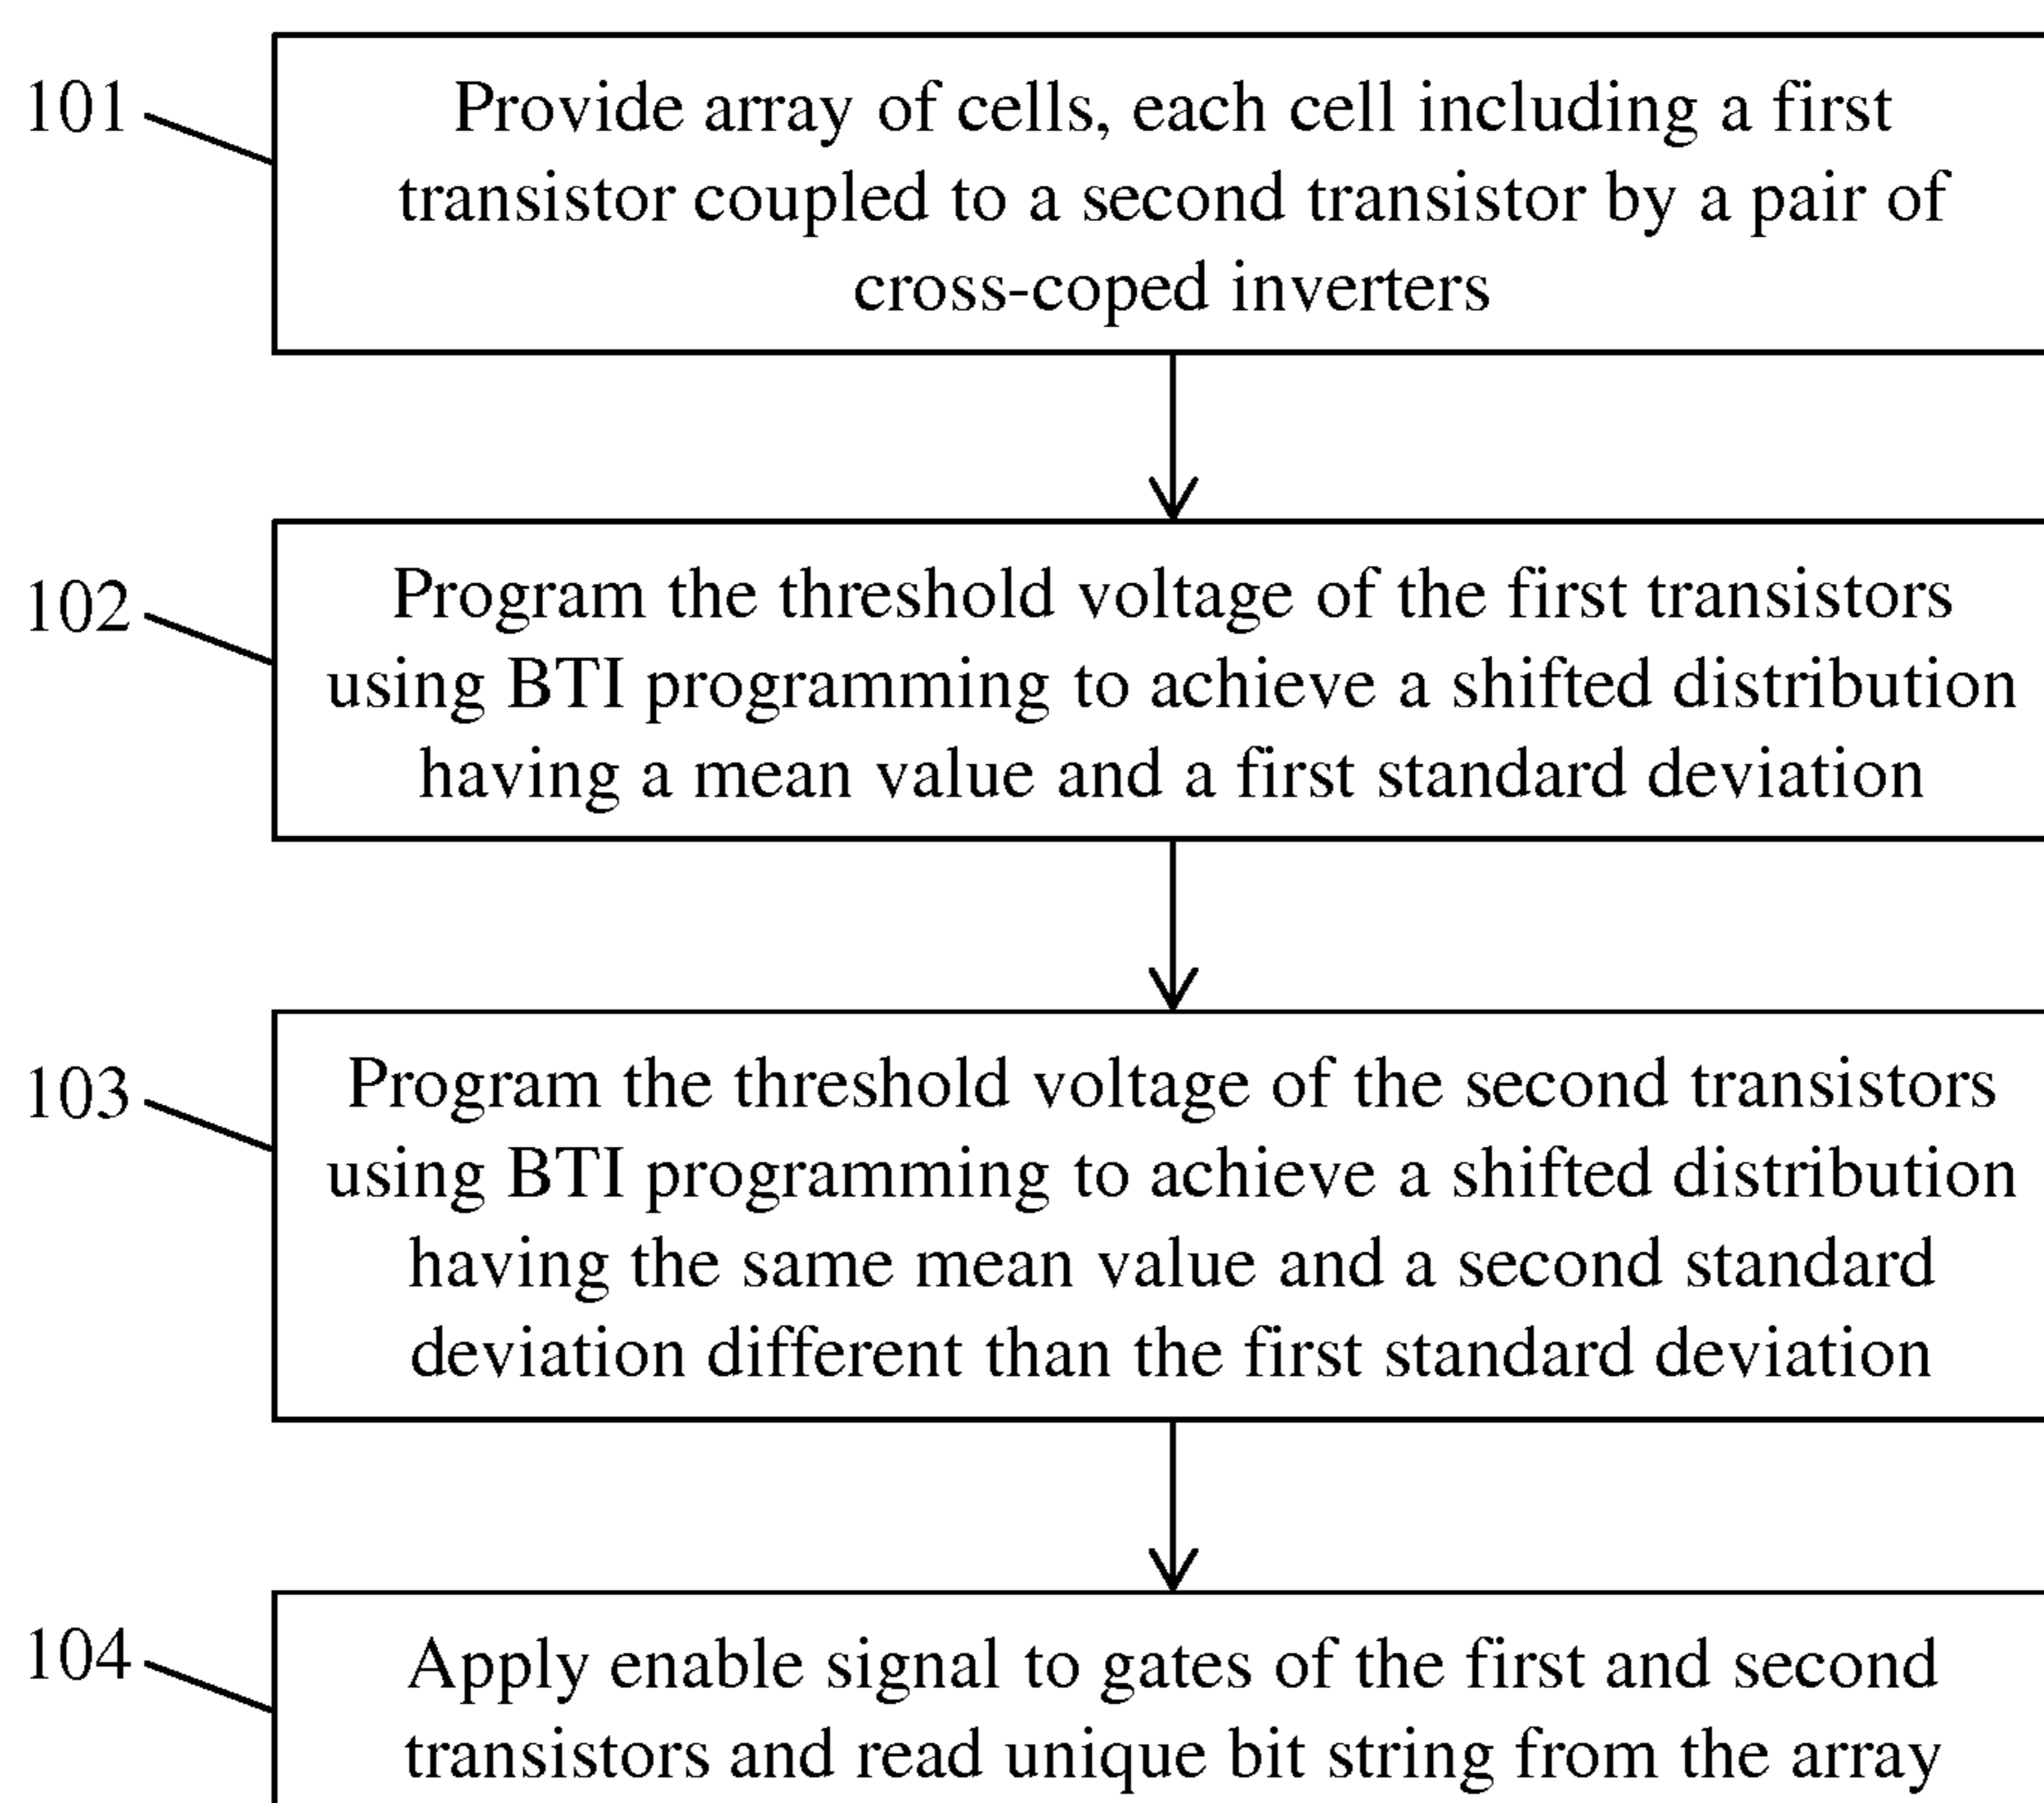 101
Provide array of cells, each cell including a first
transistor coupled to a second transistor by a pair of
cross-coped inverters
102
Program the threshold voltage of the first transistors
using BTI programming to achieve a shifted distribution
having a mean value and a first standard deviation
103
Program the threshold voltage of the second transistors
using BTI programming to achieve a shifted distribution
having the same mean value and a second standard
deviation different than the first standard deviation
104
Apply enable signal to gates of the first and second
transistors and read unique bit string from the array